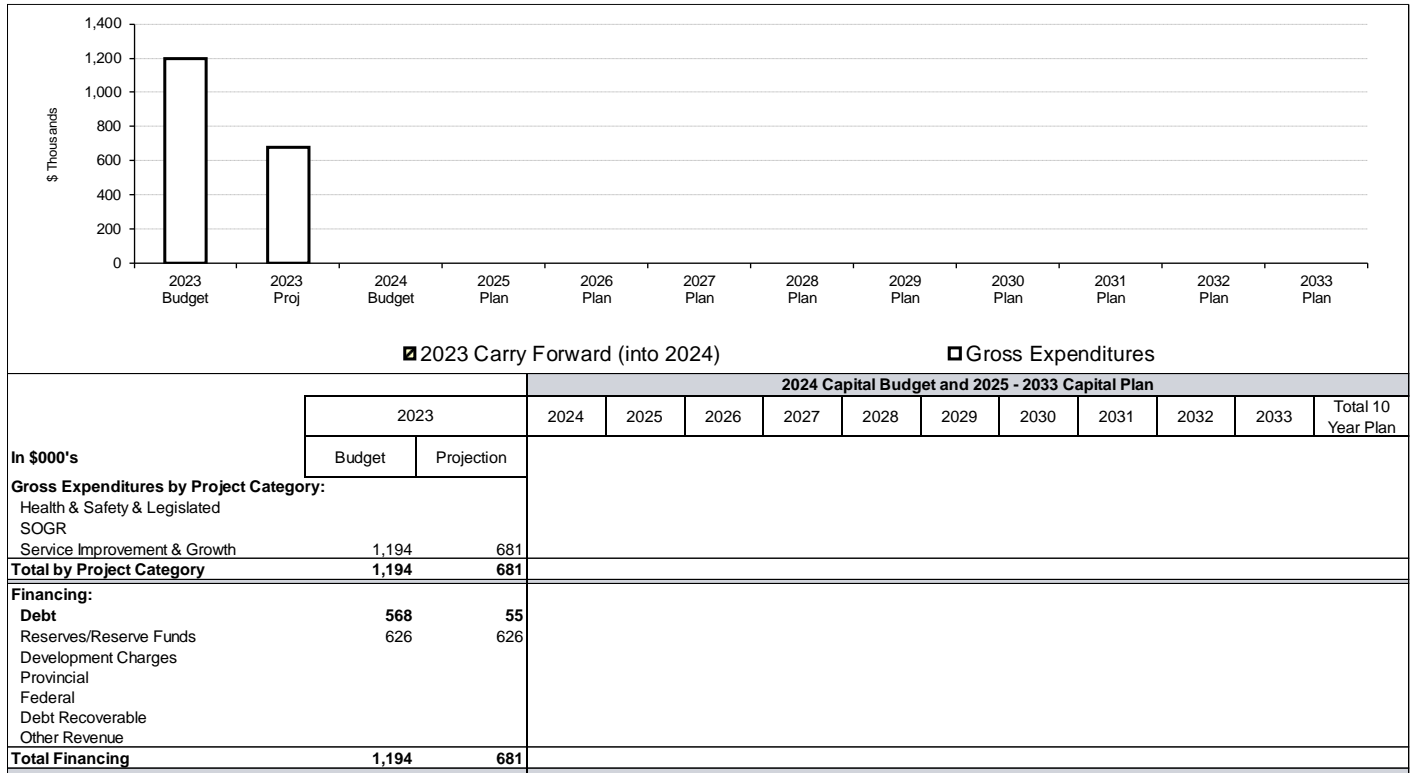 1,400
1,200
1,000
800
600
400
200
0
$ Thousands
2023 2023 2024 2025 2026 2027 2028 2029 2030 2031 2032 2033
Budget Proj Budget Plan Plan Plan Plan Plan Plan Plan Plan Plan
2023 Carry Forward (into 2024) Gross Expenditures
2024 Capital Budget and 2025 - 2033 Capital Plan
2023 2024 2025 2026 2027 2028 2029 2030 2031 2032 2033 Total 10
Year Plan
In $000's Budget Projection
Gross Expenditures by Project Category:
Health & Safety & Legislated
SOGR
Service Improvement & Growth 1,194 681
Total by Project Category 1,194 681
Financing:
Debt 568 55
Reserves/Reserve Funds 626 626
Development Charges
Provincial
Federal
Debt Recoverable
Other Revenue
Total Financing 1,194 681